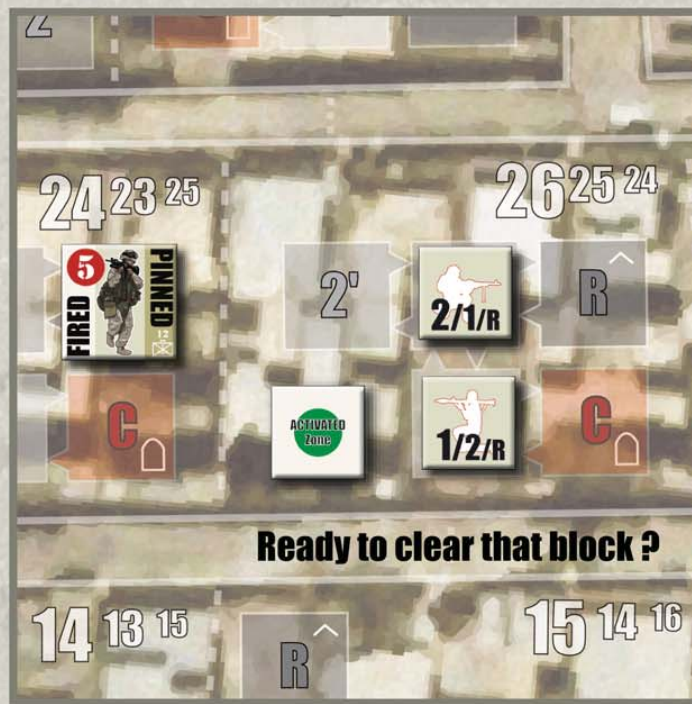 2
C
24 23 25
26 25 24
5
FIRED
PINNED
12
2'
2/1/R
R
C
ACTIVATED
Zone
1/2/R
C
Ready to clear that block ?
14 13 15
15 14 16
R